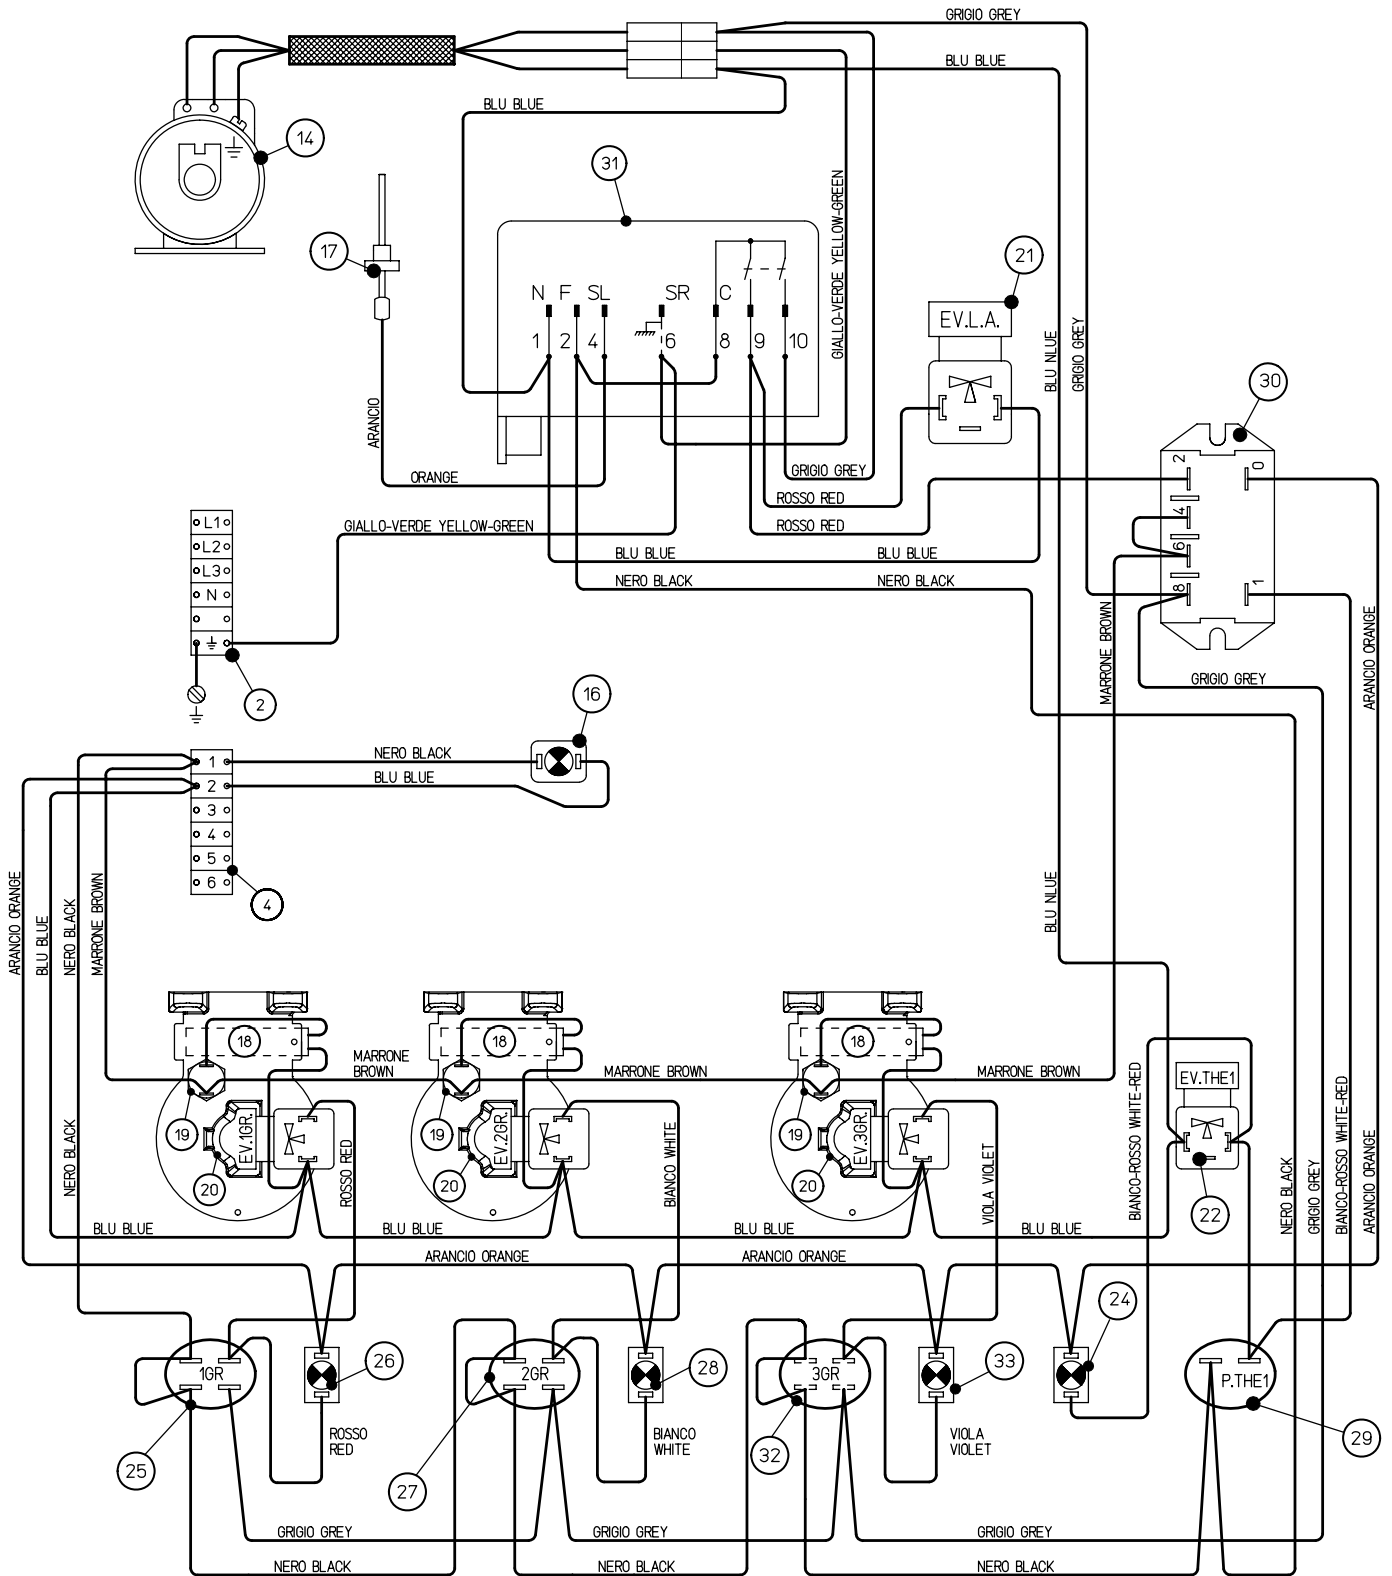 GRIGIO GREY
BLU BLUE
BLU BLUE
14
31
GIALLO-VERDE YELLOW-GREEN
17
21
N F SL SR C
1 2 4 6 8 9 10
EV.L.A.
BLU NLUE
GRIGIO GREY
30
ARANCIO
ORANGE
GRIGIO GREY
ROSSO RED
ROSSO RED
2 0
4
6
8 1
L1
L2
L3
N
GIALLO-VERDE YELLOW-GREEN
BLU BLUE
BLU BLUE
NERO BLACK
NERO BLACK
MARRONE BROWN
GRIGIO GREY
ARANCIO ORANGE
2
16
NERO BLACK
BLU BLUE
1
2
3
4
5
6
4
ARANCIO ORANGE
BLU BLUE
NERO BLACK
MARRONE BROWN
BLU NLUE
18
18
18
MARRONE
BROWN
MARRONE BROWN
MARRONE BROWN
EV.THE1
19
19
19
EV.1GR.
EV.2GR.
EV.3GR.
20
20
20
22
NERO BLACK
ROSSO RED
BIANCO WHITE
VIOLA VIOLET
BIANCO-ROSSO WHITE-RED
NERO BLACK
GRIGIO GREY
BIANCO-ROSSO WHITE-RED
ARANCIO ORANGE
BLU BLUE
BLU BLUE
BLU BLUE
BLU BLUE
ARANCIO ORANGE
ARANCIO ORANGE
24
1GR
26
2GR
28
3GR
33
P.THE1
ROSSO
RED
BIANCO
WHITE
VIOLA
VIOLET
25
27
32
29
GRIGIO GREY
GRIGIO GREY
GRIGIO GREY
NERO BLACK
NERO BLACK
NERO BLACK